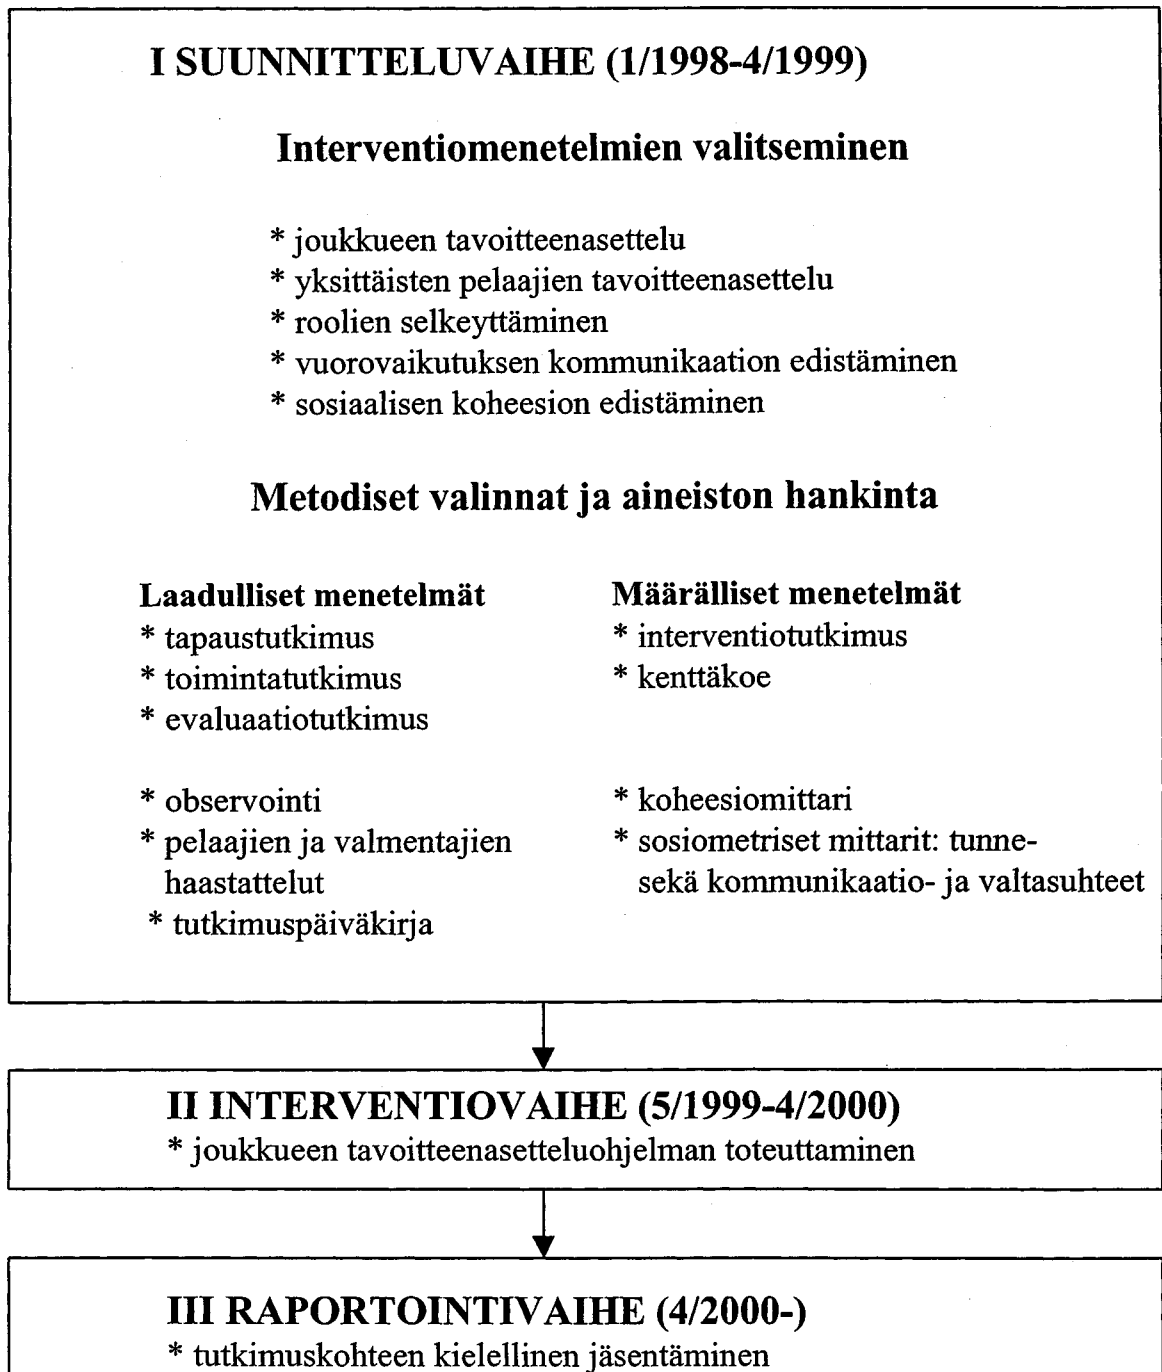 I SUUNNITTELUVAIHE (1/1998-4/1999)
Interventiomenetelmien valitseminen
* joukkueen tavoitteenasettelu
* yksittäisten pelaajien tavoitteenasettelu
* roolien selkeyttäminen
* vuorovaikutuksen kommunikaation edistäminen
* sosiaalisen koheesion edistäminen
Metodiset valinnat ja aineiston hankinta
Laadulliset menetelmät
* tapaustutkimus
* toimintatutkimus
* evaluaatiotutkimus
* observointi
* pelaajien ja valmentajien
haastattelut
* tutkimuspäiväkirja
Määrälliset menetelmät
* interventiotutkimus
* kenttäkoe
* koheesiomittari
* sosiometriset mittarit: tunne-
sekä kommunikaatio- ja valtasuhteet
II INTERVENTIOVAIHE (5/1999-4/2000)
* joukkueen tavoitteenasetteluohjelman toteuttaminen
III RAPORTOINTIVAIHE (4/2000-)
* tutkimuskohteen kielellinen jäsentäminen